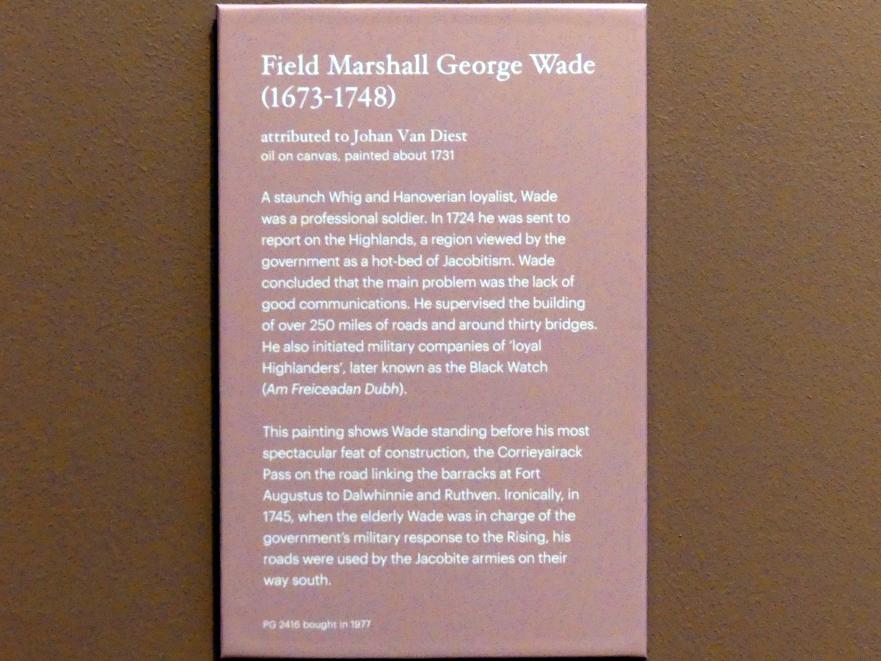 Field Marshall George Wade
(1673-1748)
attributed to Johan Van Diest
oil on canvas, painted about 1731
A staunch Whig and Hanoverian loyalist, Wade
was a professional soldier. In 1724 he was sent to
report on the Highlands, a region viewed by the
government as a hot-bed of Jacobitism. Wade
concluded that the main problem was the lack of
good communications. He supervised the building
of over 250 miles of roads and around thirty bridges.
He also initiated military companies of ‘loyal
Highlanders’, later known as the Black Watch
(Am Freiceadan Dubh).
This painting shows Wade standing before his most
spectacular feat of construction, the Corrieyairack
Pass on the road linking the barracks at Fort
Augustus to Dalwhinnie and Ruthven. Ironically, in
1745, when the elderly Wade was in charge of the
government’s military response to the Rising, his
roads were used by the Jacobite armies on their
way south.
PG 2416 bought in 1977